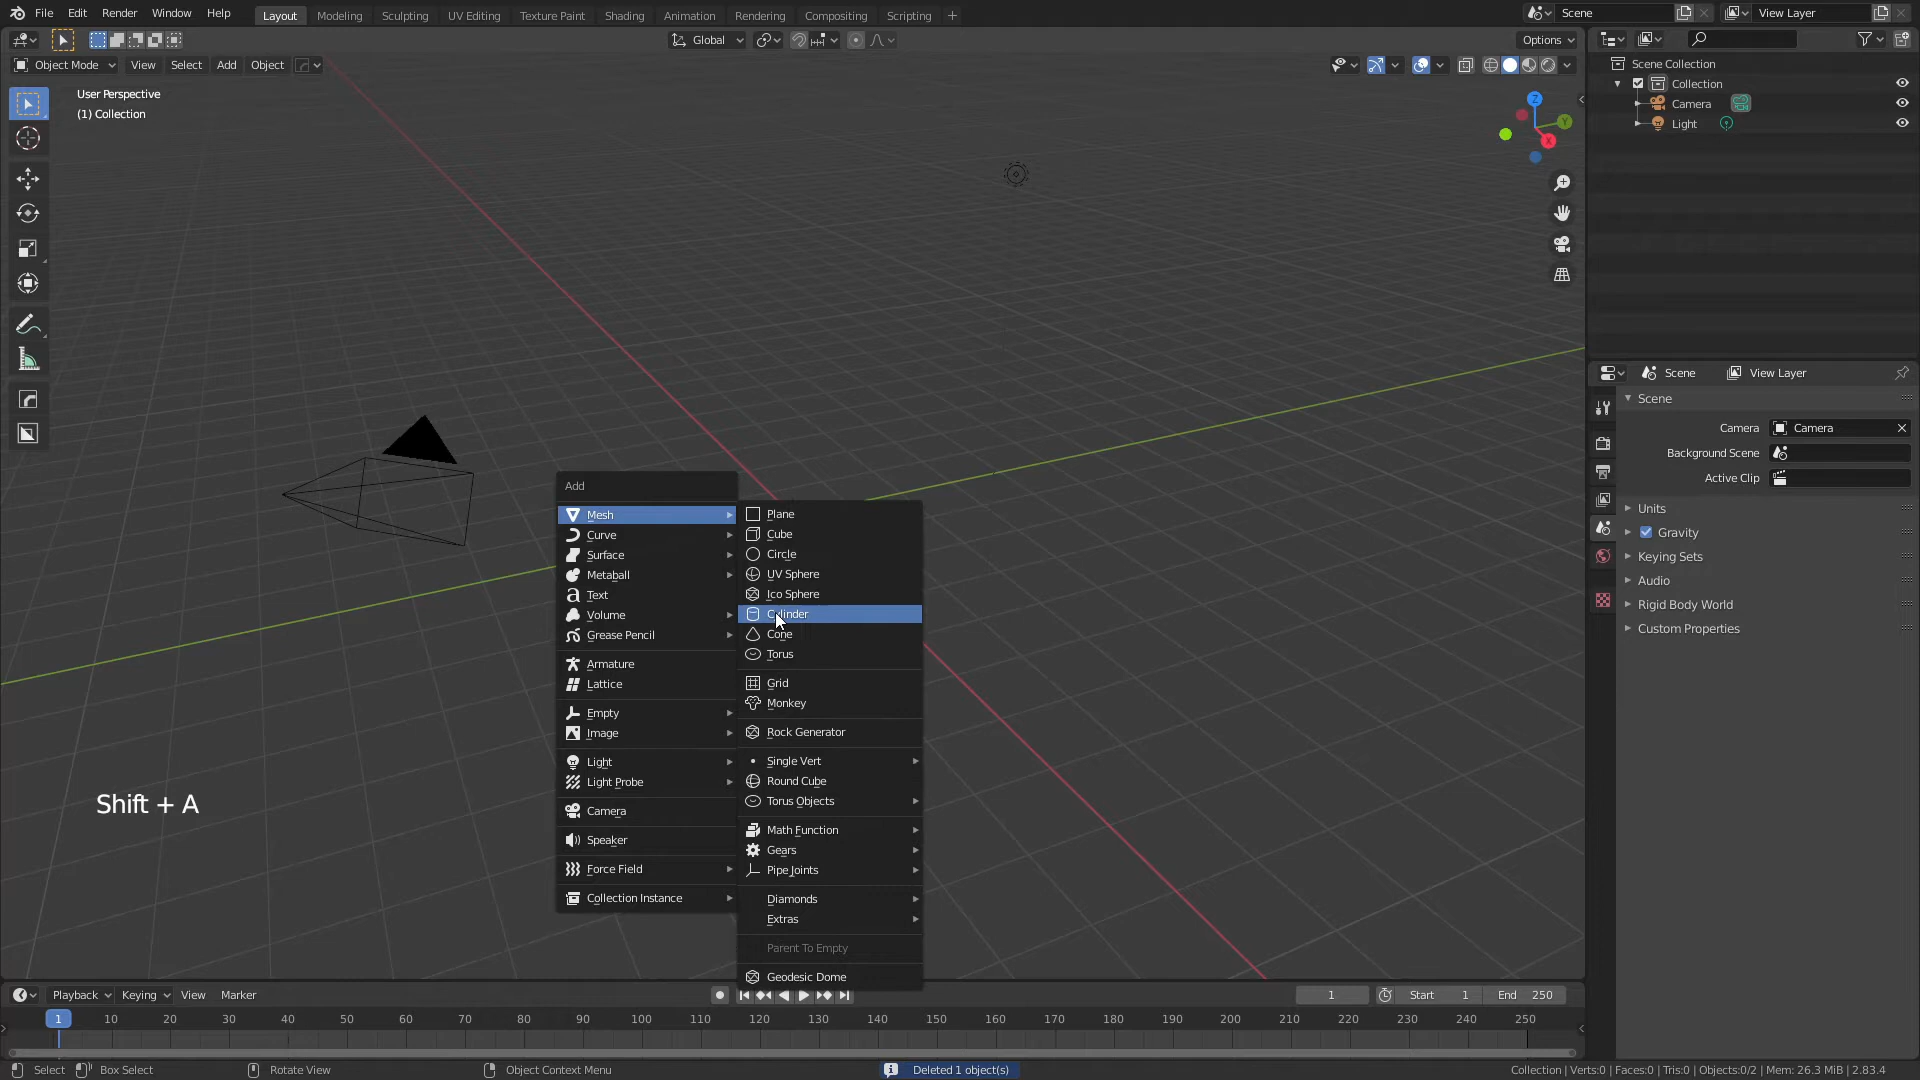 File Edit Render Window Help Layout Modeling Sculpting UV Editing Texture Paint Shading Animation Rendering Compositing Scripting + Scene View Layer
Global Options
Object Mode View Select Add Object
User Perspective
(1) Collection
Z
Y
X
Scene Collection
Collection
Camera
Light
Scene View Layer
Scene
Camera Camera
Background Scene
Active Clip
Units
Gravity
Keying Sets
Audio
Rigid Body World
Custom Properties
Add
Mesh
Curve
Surface
Metaball
Text
Volume
Grease Pencil
Armature
Lattice
Empty
Image
Light
Light Probe
Camera
Speaker
Force Field
Collection Instance
Plane
Cube
Circle
UV Sphere
Ico Sphere
Cylinder
Cone
Torus
Grid
Monkey
Rock Generator
Single Vert
Round Cube
Torus Objects
Math Function
Gears
Pipe Joints
Diamonds
Extras
Parent To Empty
Geodesic Dome
Shift + A
Playback Keying View Marker 1 Start 1 End 250
1 10 20 30 40 50 60 70 80 90 100 110 120 130 140 150 160 170 180 190 200 210 220 230 240 250
Select Box Select Rotate View Object Context Menu Deleted 1 object(s) Collection | Verts:0 | Faces:0 | Tris:0 | Objects:0/2 | Mem: 26.3 MiB | 2.83.4